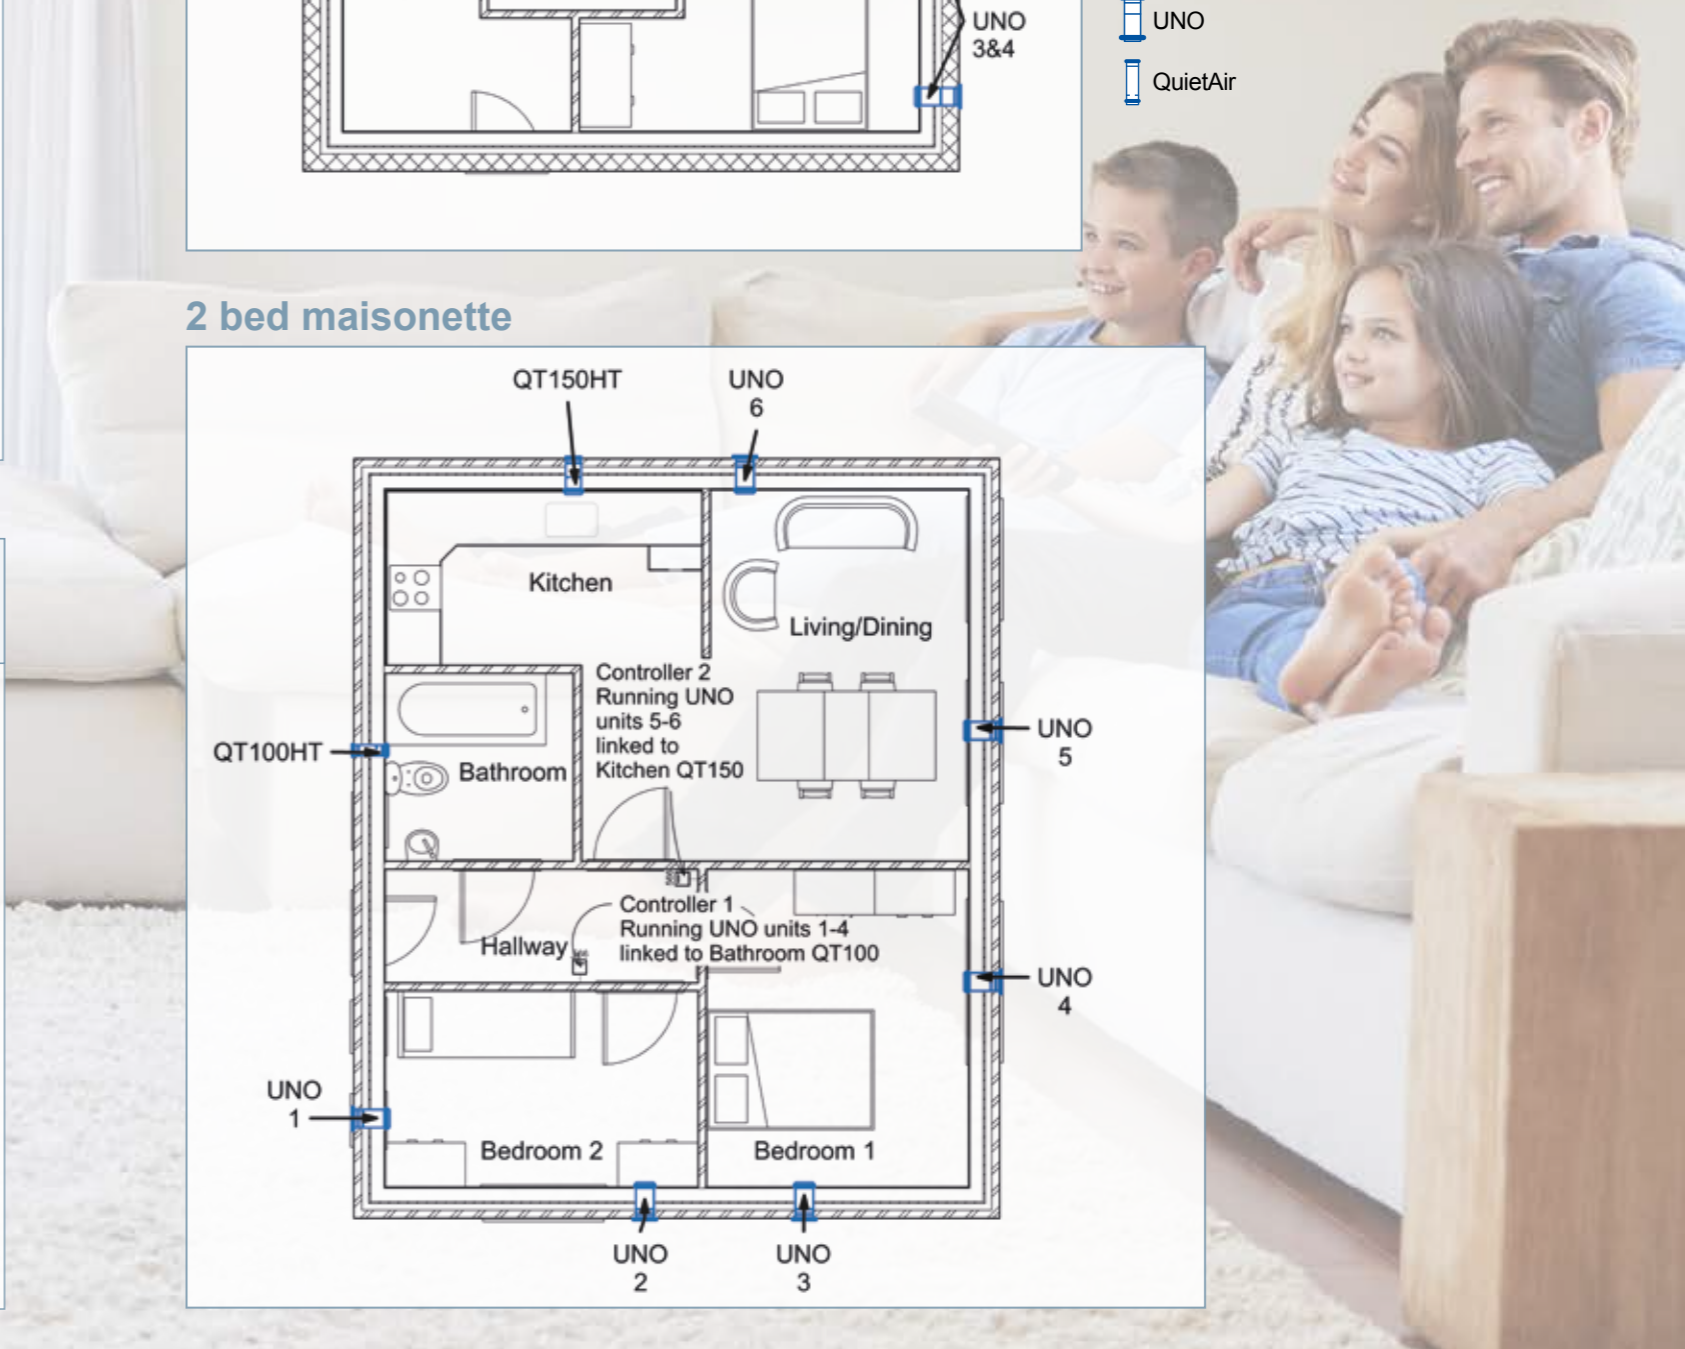 UNO
3&4
UNO
QuietAir
2 bed maisonette
QT150HT
UNO
6
Kitchen
Living/Dining
Controller 2
Running UNO
units 5-6
linked to
Kitchen QT150
QT100HT
Bathroom
UNO
5
Controller 1
Running UNO units 1-4
linked to Bathroom QT100
Hallway
UNO
4
UNO
1
Bedroom 2
Bedroom 1
UNO
2
UNO
3